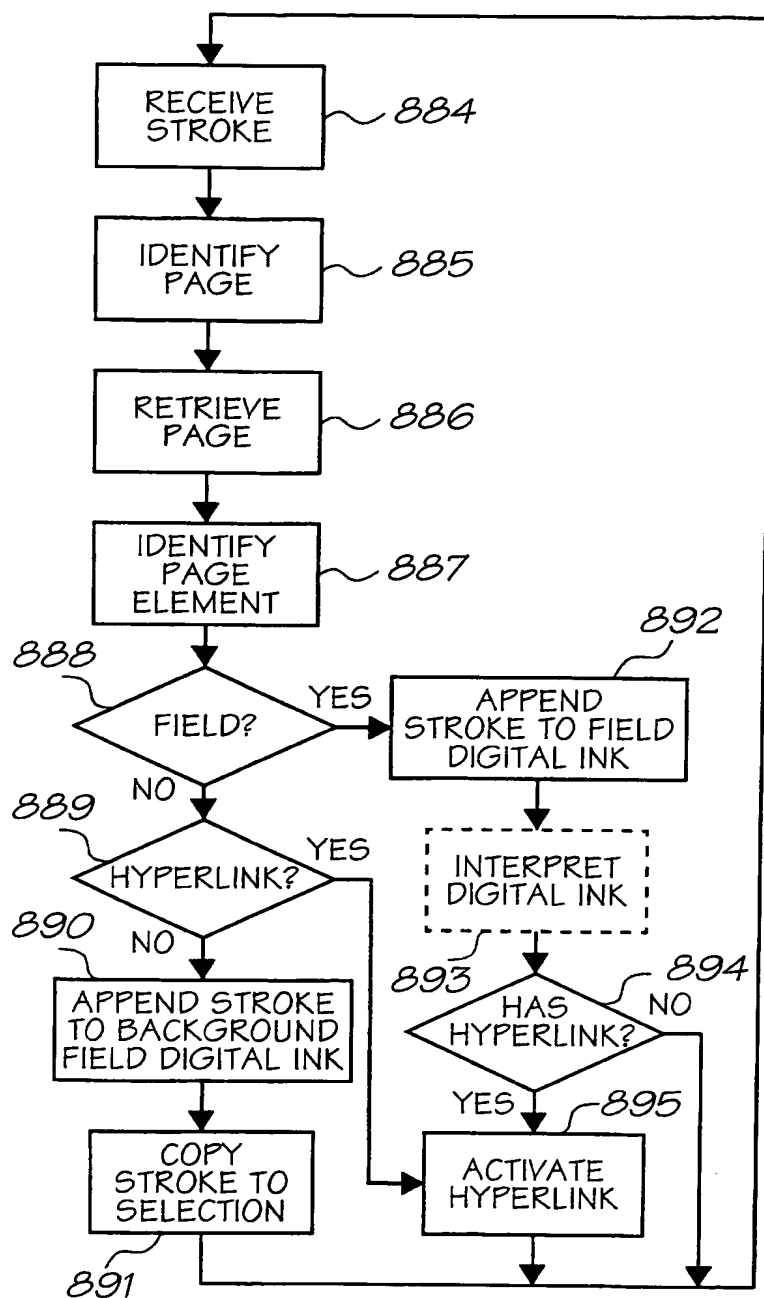 RECEIVE
STROKE
884
IDENTIFY
PAGE
885
RETRIEVE
PAGE
886
IDENTIFY
PAGE
ELEMENT
887
888
FIELD?
YES
NO
892
APPEND
STROKE TO FIELD
DIGITAL INK
889
HYPERLINK?
YES
NO
INTERPRET
DIGITAL INK
893
890
APPEND STROKE
TO BACKGROUND
FIELD DIGITAL INK
894
HAS
HYPERLINK?
NO
YES
COPY
STROKE TO
SELECTION
891
895
ACTIVATE
HYPERLINK